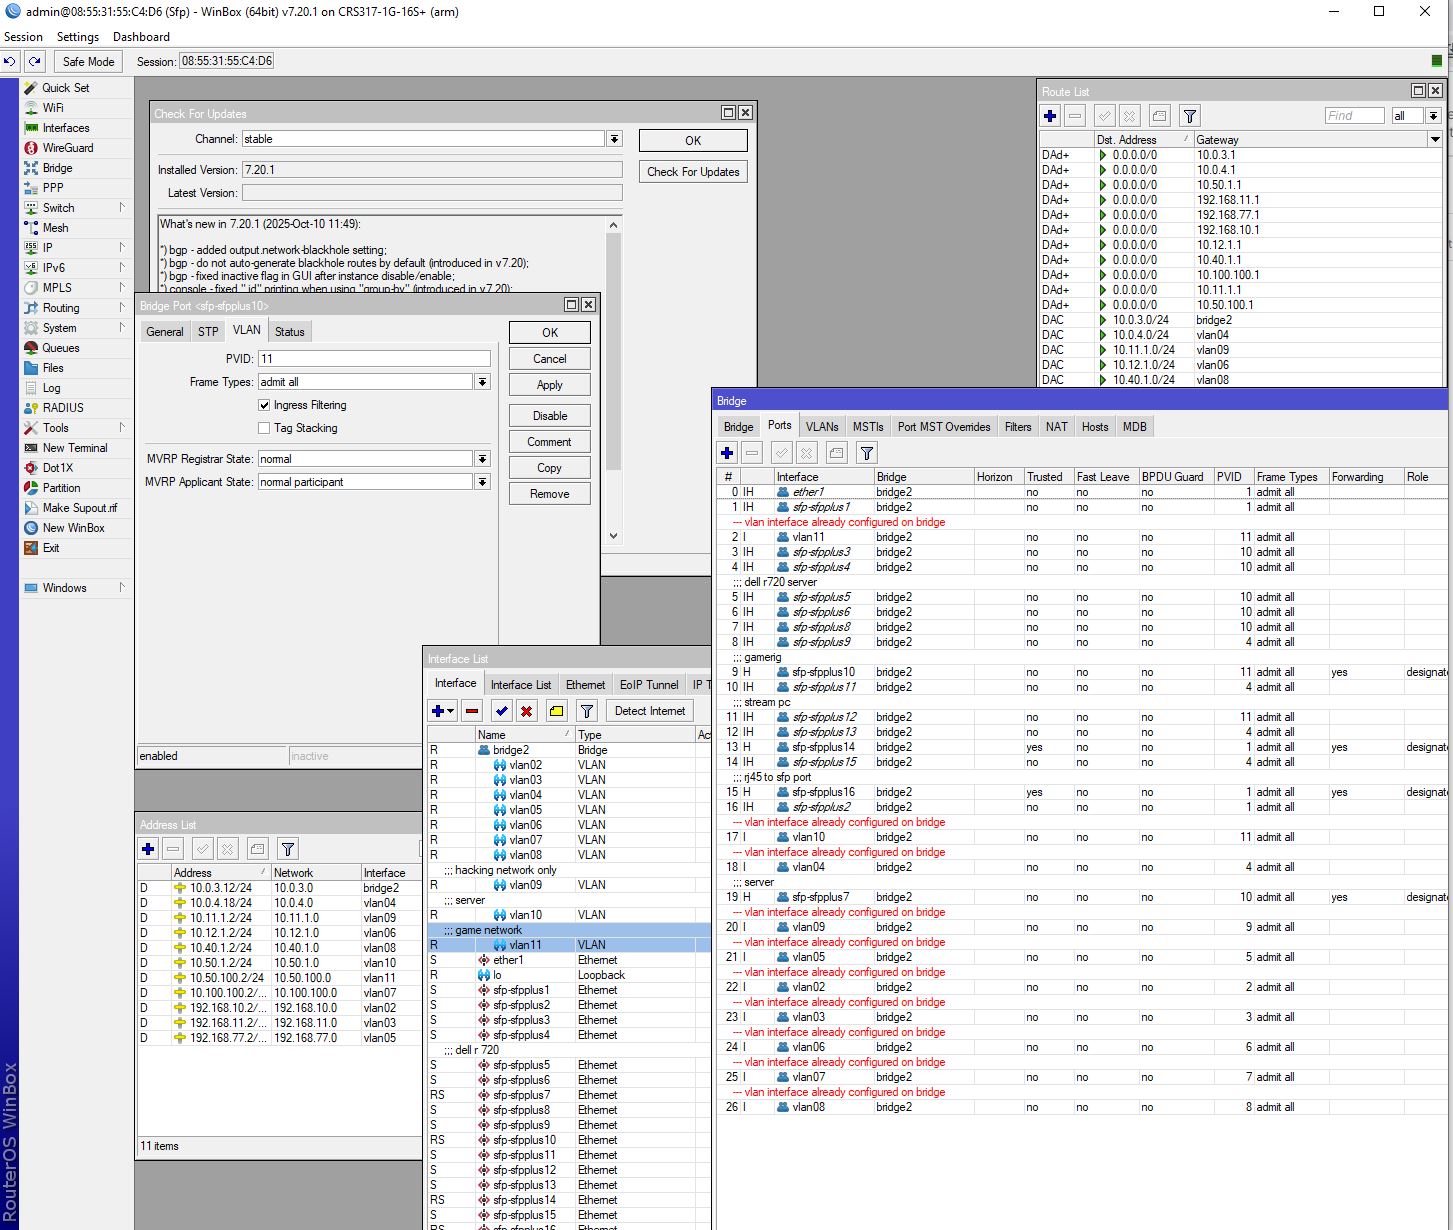 admin@08:55:31:55:C4:D6 (Sfp) - WinBox (64bit) v7.20.1 on CRS317-1G-16S+ (arm)
Session Settings Dashboard
Safe Mode Session: 08:55:31:55:C4:D6
Quick Set
WiFi
Interfaces
WireGuard
Bridge
PPP
Switch
Mesh
IP
IPv6
MPLS
Routing
System
Queues
Files
Log
RADIUS
Tools
New Terminal
Dot1X
Partition
Make Supout.rif
New WinBox
Exit
Windows
RouterOS WinBox
Check For Updates
Channel: stable
OK
Installed Version: 7.20.1
Check For Updates
Latest Version:
What's new in 7.20.1 (2025-Oct-10 11:49):
*) bgp - added output.network-blackhole setting;
*) bgp - do not auto-generate blackhole routes by default (introduced in v7.20);
*) bgp - fixed inactive flag in GUI after instance disable/enable;
*) console - fixed ".id" printing when using "group-by" (introduced in v7.20);
Route List
Find all
Dst. Address Gateway
DAd+ 0.0.0.0/0 10.0.3.1
DAd+ 0.0.0.0/0 10.0.4.1
DAd+ 0.0.0.0/0 10.50.1.1
DAd+ 0.0.0.0/0 192.168.11.1
DAd+ 0.0.0.0/0 192.168.77.1
DAd+ 0.0.0.0/0 192.168.10.1
DAd+ 0.0.0.0/0 10.12.1.1
DAd+ 0.0.0.0/0 10.40.1.1
DAd+ 0.0.0.0/0 10.100.100.1
DAd+ 0.0.0.0/0 10.11.1.1
DAd+ 0.0.0.0/0 10.50.100.1
DAC 10.0.3.0/24 bridge2
DAC 10.0.4.0/24 vlan04
DAC 10.11.1.0/24 vlan09
DAC 10.12.1.0/24 vlan06
DAC 10.40.1.0/24 vlan08
Bridge Port <sfp-sfpplus10>
General STP VLAN Status
PVID: 11
Frame Types: admit all
Ingress Filtering
Tag Stacking
MVRP Registrar State: normal
MVRP Applicant State: normal participant
OK
Cancel
Apply
Disable
Comment
Copy
Remove
enabled inactive
Address List
Address Network Interface
D 10.0.3.12/24 10.0.3.0 bridge2
D 10.0.4.18/24 10.0.4.0 vlan04
D 10.11.1.2/24 10.11.1.0 vlan09
D 10.12.1.2/24 10.12.1.0 vlan06
D 10.40.1.2/24 10.40.1.0 vlan08
D 10.50.1.2/24 10.50.1.0 vlan10
D 10.50.100.2/24 10.50.100.0 vlan11
D 10.100.100.2/... 10.100.100.0 vlan07
D 192.168.10.2/... 192.168.10.0 vlan02
D 192.168.11.2/... 192.168.11.0 vlan03
D 192.168.77.2/... 192.168.77.0 vlan05
11 items
Interface List
Interface Interface List Ethernet EoIP Tunnel IP T
Detect Internet
Name Type Ac
R bridge2 Bridge
R vlan02 VLAN
R vlan03 VLAN
R vlan04 VLAN
R vlan05 VLAN
R vlan06 VLAN
R vlan07 VLAN
R vlan08 VLAN
;;; hacking network only
R vlan09 VLAN
;;; server
R vlan10 VLAN
;;; game network
R vlan11 VLAN
S ether1 Ethernet
R lo Loopback
S sfp-sfpplus1 Ethernet
S sfp-sfpplus2 Ethernet
S sfp-sfpplus3 Ethernet
S sfp-sfpplus4 Ethernet
;;; dell r 720
S sfp-sfpplus5 Ethernet
S sfp-sfpplus6 Ethernet
RS sfp-sfpplus7 Ethernet
S sfp-sfpplus8 Ethernet
S sfp-sfpplus9 Ethernet
RS sfp-sfpplus10 Ethernet
S sfp-sfpplus11 Ethernet
S sfp-sfpplus12 Ethernet
S sfp-sfpplus13 Ethernet
RS sfp-sfpplus14 Ethernet
S sfp-sfpplus15 Ethernet
RS sfp-sfpplus16 Ethernet
Bridge
Bridge Ports VLANs MSTIs Port MST Overrides Filters NAT Hosts MDB
# Interface Bridge Horizon Trusted Fast Leave BPDU Guard PVID Frame Types Forwarding Role
0 IH ether1 bridge2 no no no 1 admit all
1 IH sfp-sfpplus1 bridge2 no no no 1 admit all
--- vlan interface already configured on bridge
2 I vlan11 bridge2 no no no 11 admit all
3 IH sfp-sfpplus3 bridge2 no no no 10 admit all
4 IH sfp-sfpplus4 bridge2 no no no 10 admit all
;;; dell r720 server
5 IH sfp-sfpplus5 bridge2 no no no 10 admit all
6 IH sfp-sfpplus6 bridge2 no no no 10 admit all
7 IH sfp-sfpplus8 bridge2 no no no 10 admit all
8 IH sfp-sfpplus9 bridge2 no no no 4 admit all
;;; gamerig
9 H sfp-sfpplus10 bridge2 no no no 11 admit all yes designate
10 IH sfp-sfpplus11 bridge2 no no no 4 admit all
;;; stream pc
11 IH sfp-sfpplus12 bridge2 no no no 11 admit all
12 IH sfp-sfpplus13 bridge2 no no no 4 admit all
13 H sfp-sfpplus14 bridge2 yes no no 1 admit all yes designate
14 IH sfp-sfpplus15 bridge2 no no no 4 admit all
;;; rj45 to sfp port
15 H sfp-sfpplus16 bridge2 yes no no 1 admit all yes designate
16 IH sfp-sfpplus2 bridge2 no no no 1 admit all
--- vlan interface already configured on bridge
17 I vlan10 bridge2 no no no 11 admit all
--- vlan interface already configured on bridge
18 I vlan04 bridge2 no no no 4 admit all
;;; server
19 H sfp-sfpplus7 bridge2 no no no 10 admit all yes designate
--- vlan interface already configured on bridge
20 I vlan09 bridge2 no no no 9 admit all
--- vlan interface already configured on bridge
21 I vlan05 bridge2 no no no 5 admit all
--- vlan interface already configured on bridge
22 I vlan02 bridge2 no no no 2 admit all
--- vlan interface already configured on bridge
23 I vlan03 bridge2 no no no 3 admit all
--- vlan interface already configured on bridge
24 I vlan06 bridge2 no no no 6 admit all
--- vlan interface already configured on bridge
25 I vlan07 bridge2 no no no 7 admit all
--- vlan interface already configured on bridge
26 I vlan08 bridge2 no no no 8 admit all